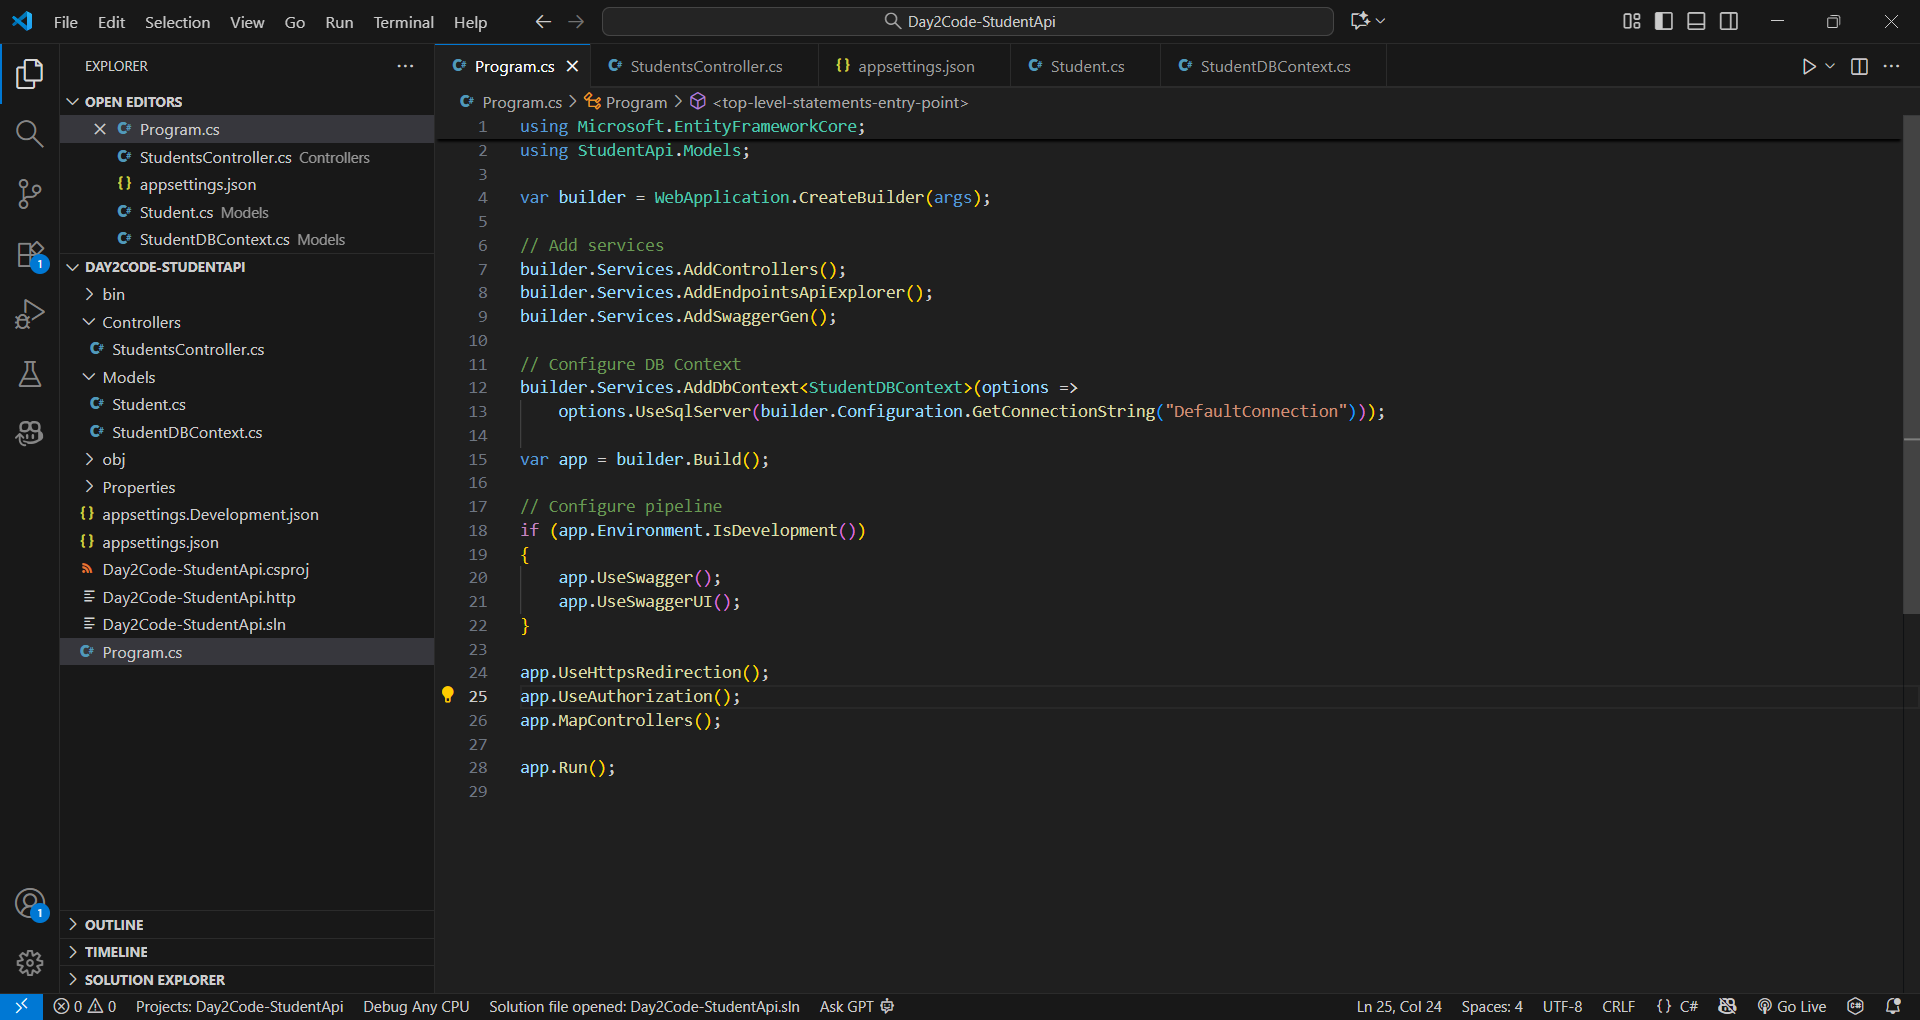 File Edit Selection View Go Run Terminal Help
Day2Code-StudentApi
EXPLORER
OPEN EDITORS
Program.cs
StudentsController.cs Controllers
appsettings.json
Student.cs Models
StudentDBContext.cs Models
DAY2CODE-STUDENTAPI
bin
Controllers
StudentsController.cs
Models
Student.cs
StudentDBContext.cs
obj
Properties
appsettings.Development.json
appsettings.json
Day2Code-StudentApi.csproj
Day2Code-StudentApi.http
Day2Code-StudentApi.sln
Program.cs
OUTLINE
TIMELINE
SOLUTION EXPLORER
1
1
Program.cs StudentsController.cs appsettings.json Student.cs StudentDBContext.cs
Program.cs Program <top-level-statements-entry-point>
1 using Microsoft.EntityFrameworkCore;
2 using StudentApi.Models;
3
4 var builder = WebApplication.CreateBuilder(args);
5
6 // Add services
7 builder.Services.AddControllers();
8 builder.Services.AddEndpointsApiExplorer();
9 builder.Services.AddSwaggerGen();
10
11 // Configure DB Context
12 builder.Services.AddDbContext<StudentDBContext>(options =>
13 options.UseSqlServer(builder.Configuration.GetConnectionString("DefaultConnection")));
14
15 var app = builder.Build();
16
17 // Configure pipeline
18 if (app.Environment.IsDevelopment())
19 {
20 app.UseSwagger();
21 app.UseSwaggerUI();
22 }
23
24 app.UseHttpsRedirection();
25 app.UseAuthorization();
26 app.MapControllers();
27
28 app.Run();
29
0 0 Projects: Day2Code-StudentApi Debug Any CPU Solution file opened: Day2Code-StudentApi.sln Ask GPT Ln 25, Col 24 Spaces: 4 UTF-8 CRLF {} C# Go Live